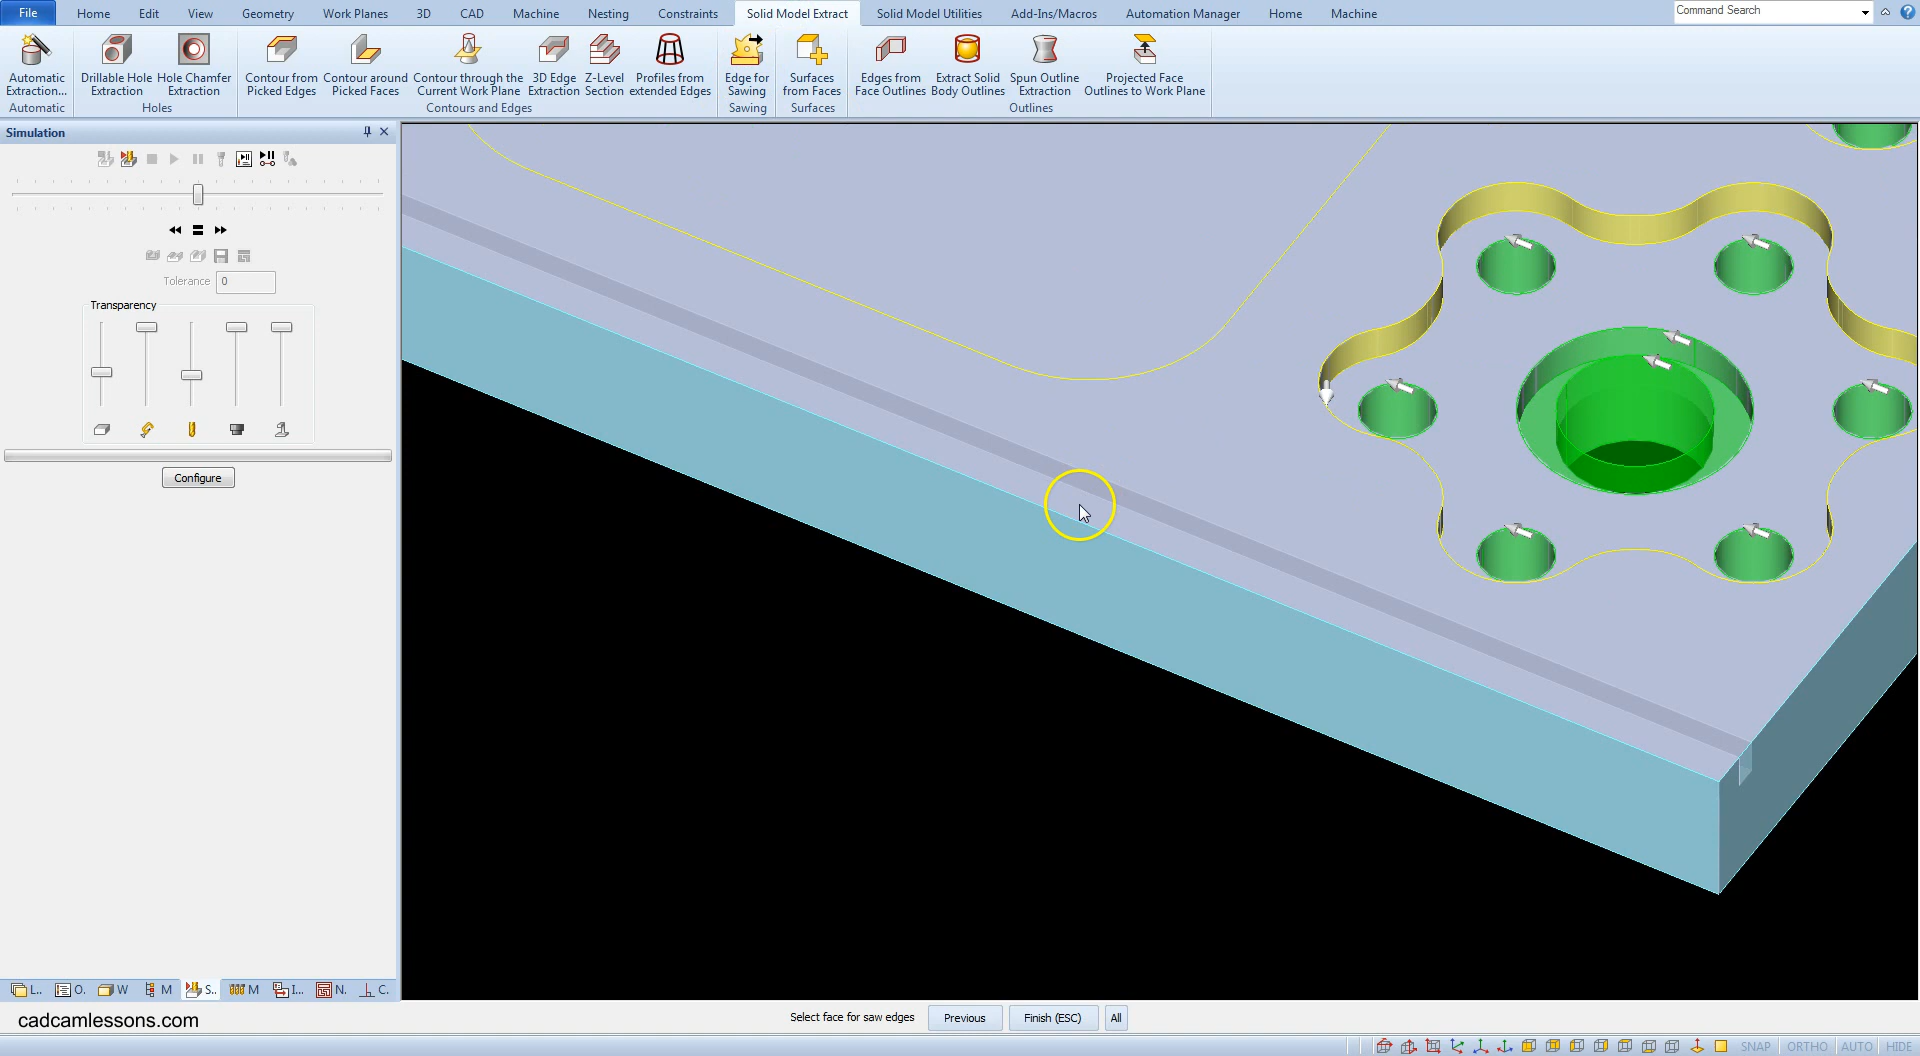 File Home Edit View Geometry Work Planes 3D CAD Machine Nesting Constraints Solid Model Extract Solid Model Utilities Add-Ins/Macros Automation Manager Home Machine Command Search
Automatic Extraction...
Drillable Hole Extraction
Hole Chamfer Extraction
Contour from Picked Edges
Contour around Picked Faces
Contour through the Current Work Plane
3D Edge Extraction
Z-Level Section
Profiles from extended Edges
Edge for Sawing
Surfaces from Faces
Edges from Face Outlines
Extract Solid Body Outlines
Spun Outline Extraction
Projected Face Outlines to Work Plane
Automatic Holes Contours and Edges Sawing Surfaces Outlines
Simulation
Tolerance 0
Transparency
Configure
L.. O. W M S.. M I... N. C.
cadcamlessons.com
Select face for saw edges Previous Finish (ESC) All
SNAP ORTHO AUTO HIDE